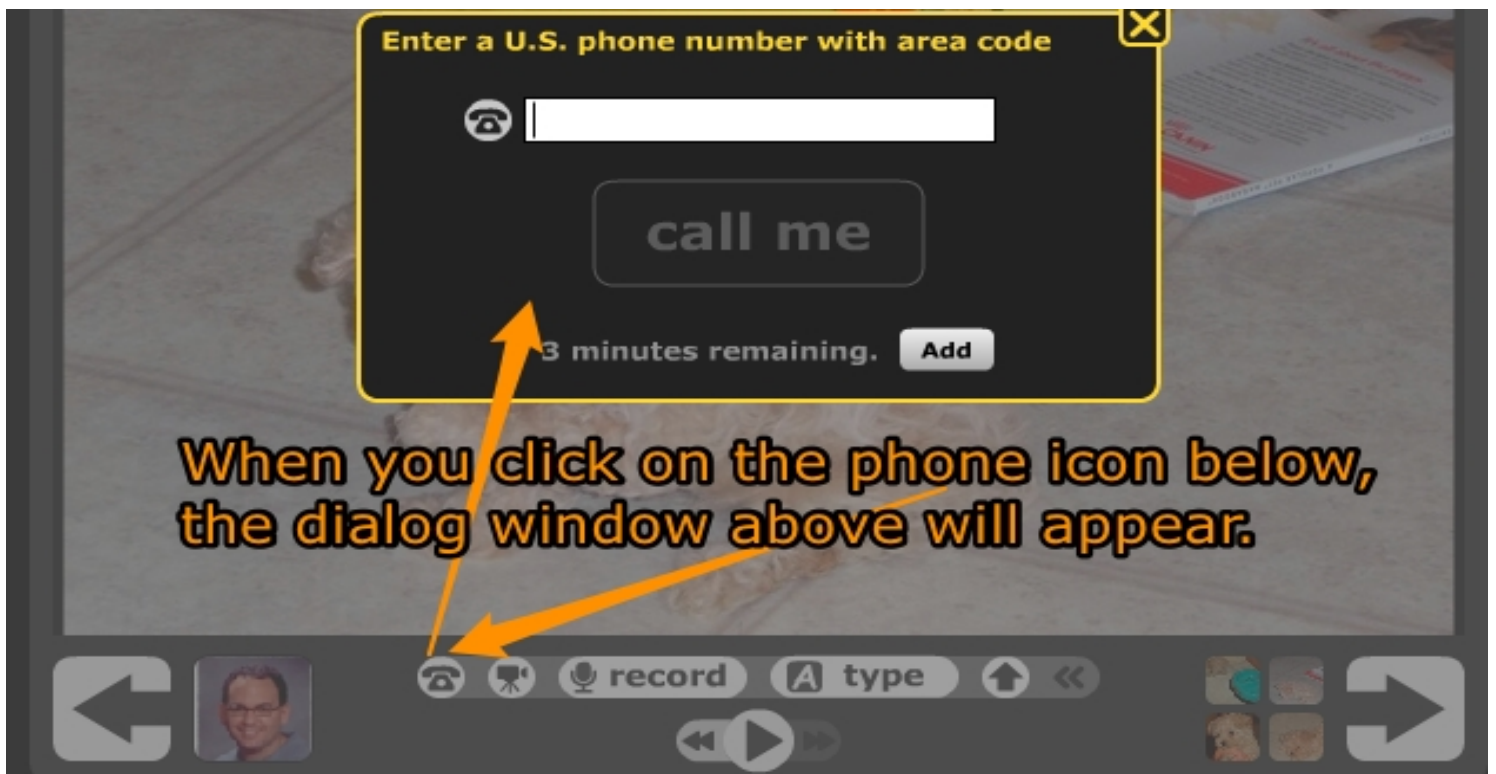 Enter a U.S. phone number with area code
call me
3 minutes remaining. Add
When you click on the phone icon below,
the dialog window above will appear.
record A type
CANIN